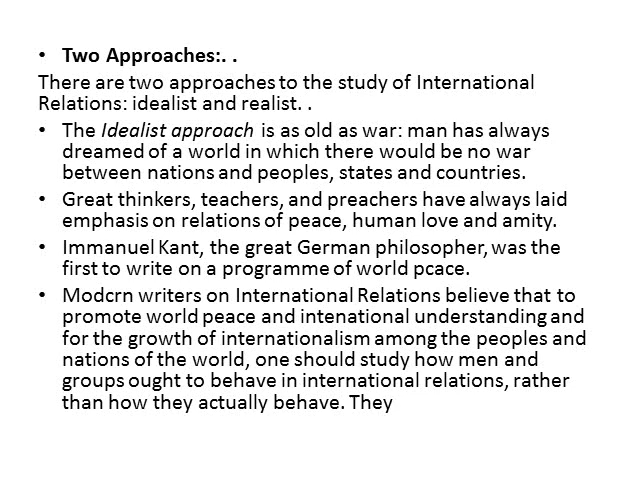 • Two Approaches:. .
There are two approaches to the study of International
Relations: idealist and realist. .
• The Idealist approach is as old as war: man has always
dreamed of a world in which there would be no war
between nations and peoples, states and countries.
• Great thinkers, teachers, and preachers have always laid
emphasis on relations of peace, human love and amity.
• Immanuel Kant, the great German philosopher, was the
first to write on a programme of world pcace.
• Modcrn writers on International Relations believe that to
promote world peace and intenational understanding and
for the growth of internationalism among the peoples and
nations of the world, one should study how men and
groups ought to behave in international relations, rather
than how they actually behave. They